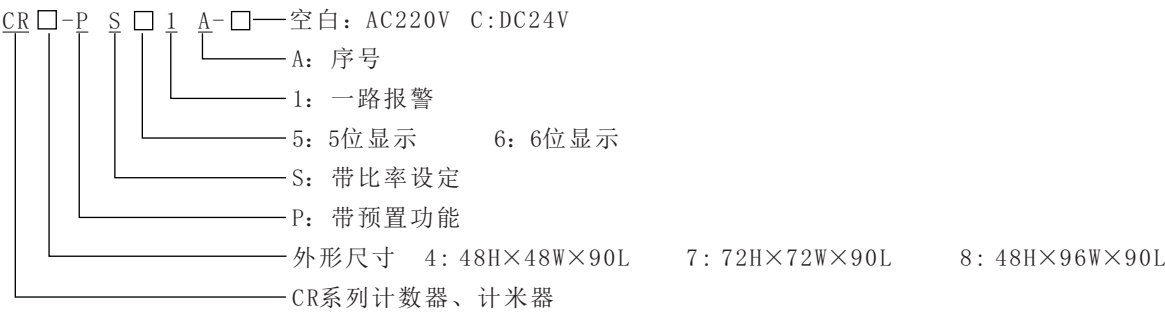 CR□-P S □ 1 A-□—空白：AC220V C:DC24V
A：序号
1：一路报警
5：5位显示 6：6位显示
S：带比率设定
P：带预置功能
外形尺寸 4:48H×48W×90L 7:72H×72W×90L 8:48H×96W×90L
CR系列计数器、计米器